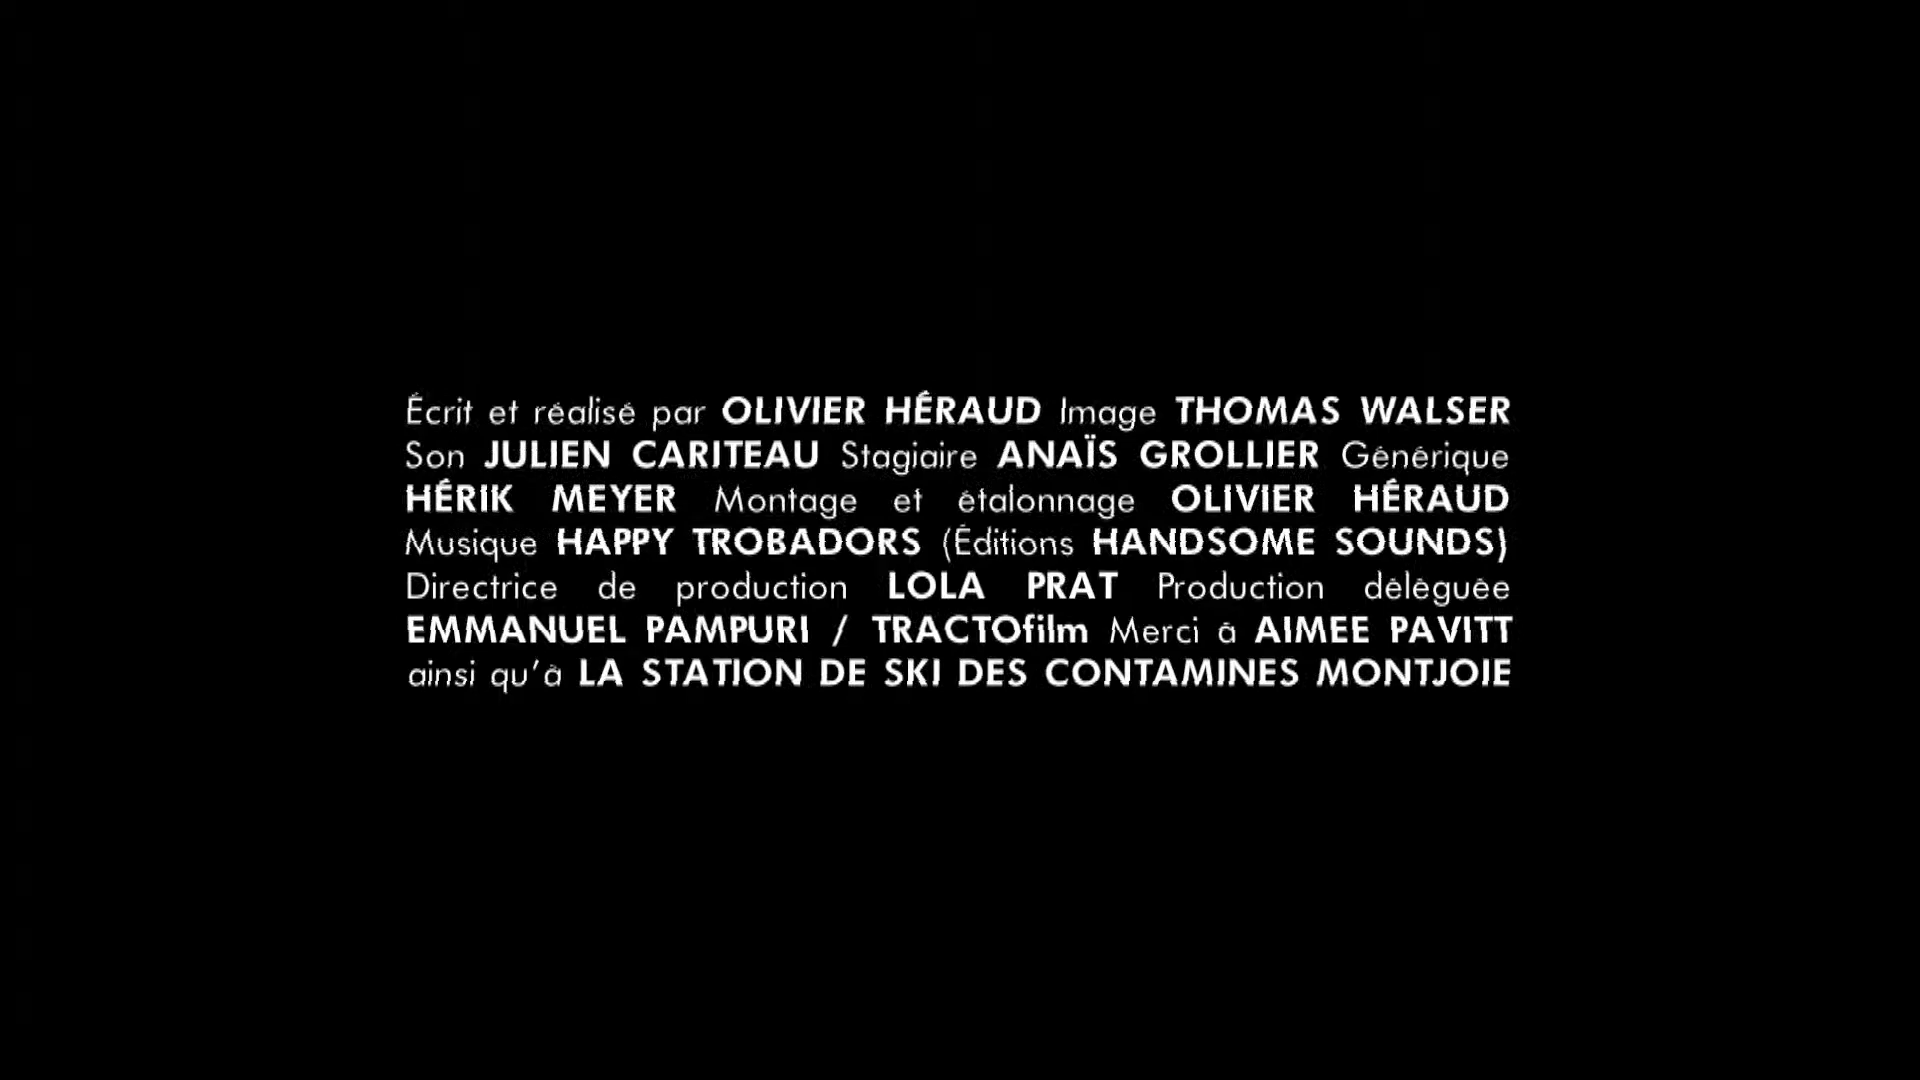 Écrit et réalisé par OLIVIER HÉRAUD Image THOMAS WALSER
Son JULIEN CARITEAU Stagiaire ANAÏS GROLLIER Générique
HÉRIK MEYER Montage et étalonnage OLIVIER HÉRAUD
Musique HAPPY TROBADORS (Éditions HANDSOME SOUNDS)
Directrice de production LOLA PRAT Production déléguée
EMMANUEL PAMPURI / TRACTOfilm Merci à AIMEE PAVITT
ainsi qu'à LA STATION DE SKI DES CONTAMINES MONTJOIE